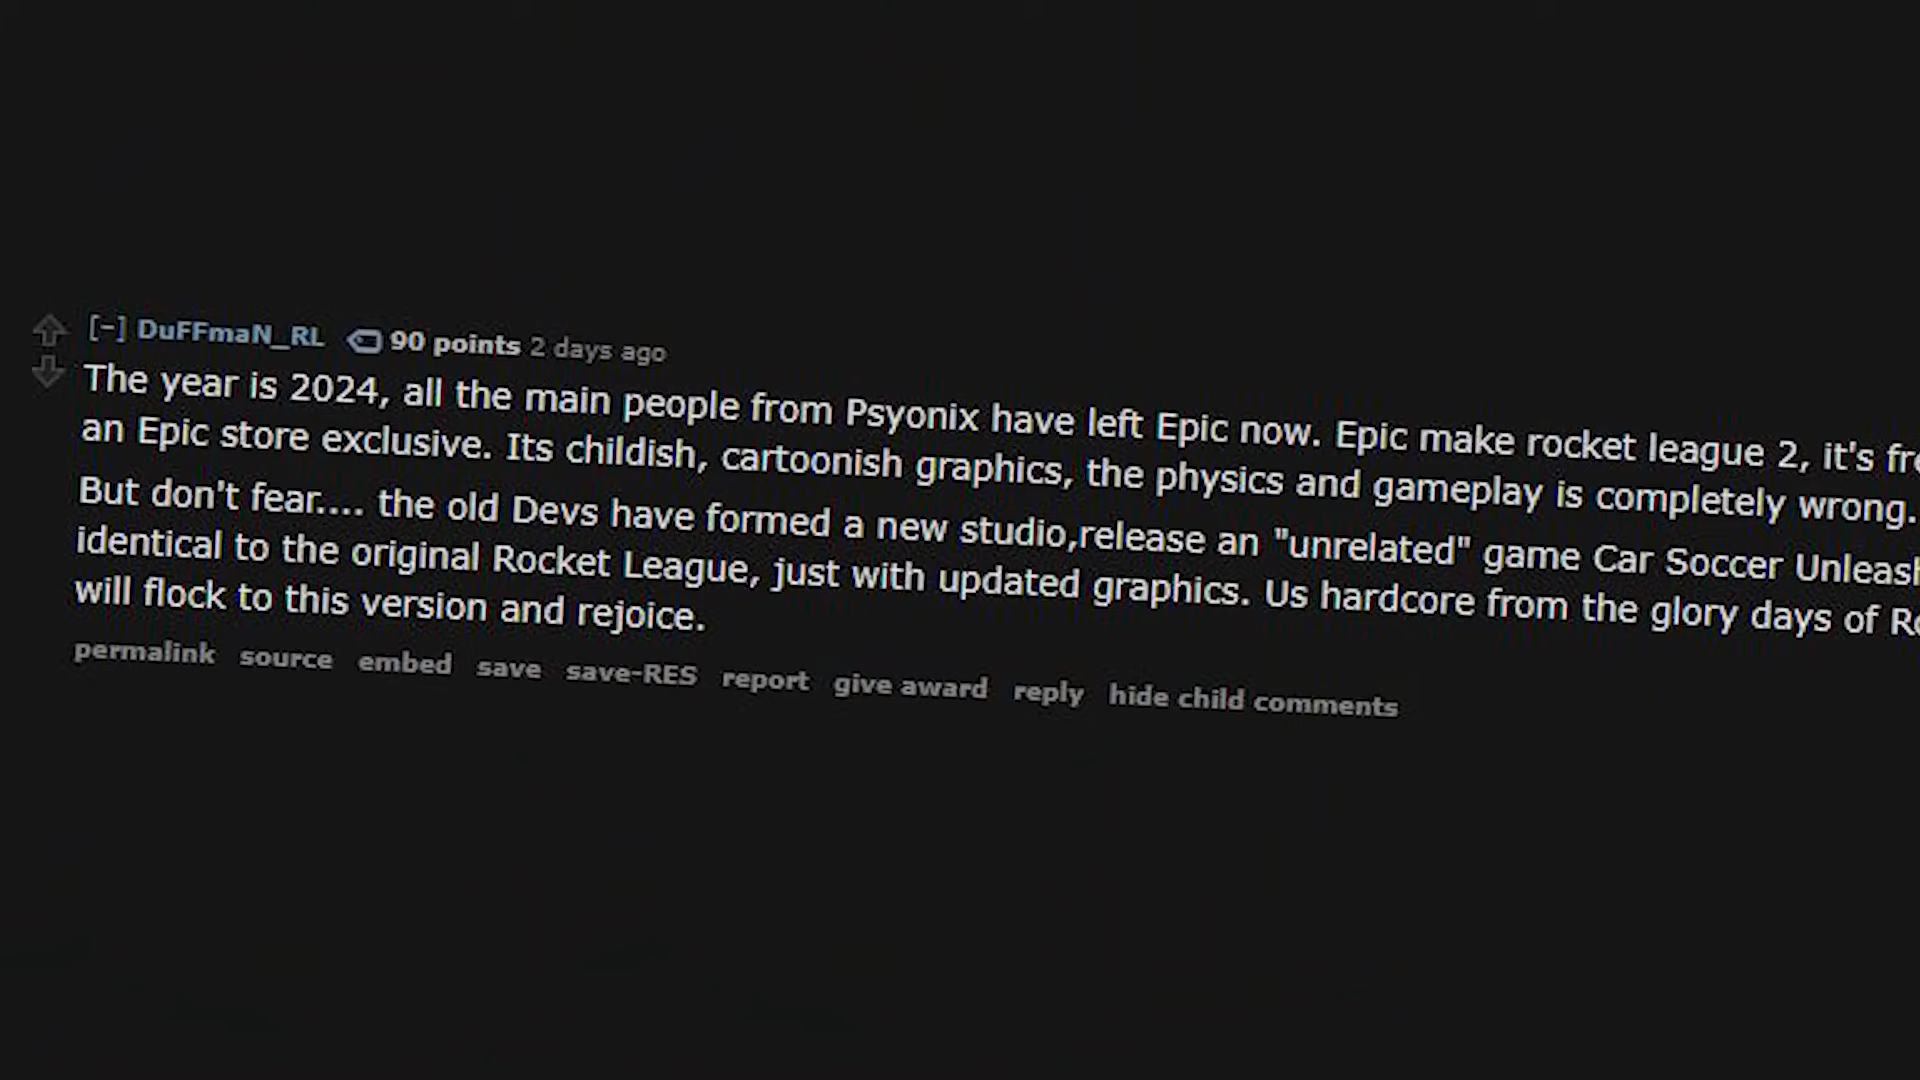 [-] DuFFmaN_RL 90 points 2 days ago
The year is 2024, all the main people from Psyonix have left Epic now. Epic make rocket league 2, it's
an Epic store exclusive. Its childish, cartoonish graphics, the physics and gameplay is completely wrong.
But don't fear.... the old Devs have formed a new studio,release an "unrelated" game Car Soccer
identical to the original Rocket League, just with updated graphics. Us hardcore from the glory days of
will flock to this version and rejoice.
permalink source embed save save-RES report give award reply hide child comments